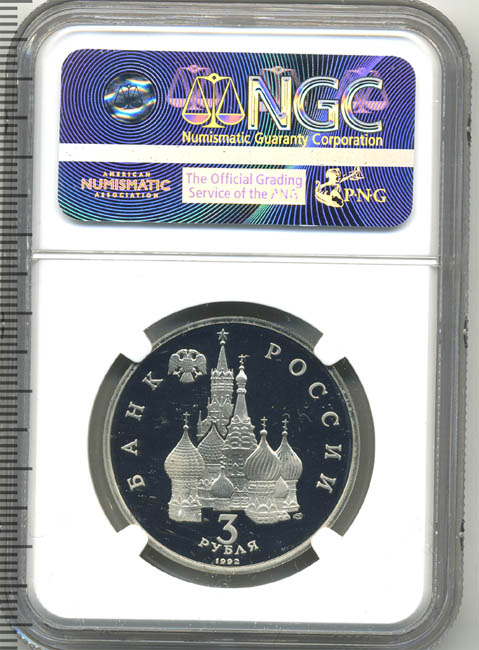 NGC
Numismatic Guaranty Corporation
AMERICAN
NUMISMATIC
ASSOCIATION
The Official Grading
Service of the PNG
PNG
БАНК РОССИИ
3
РУБЛЯ
1992